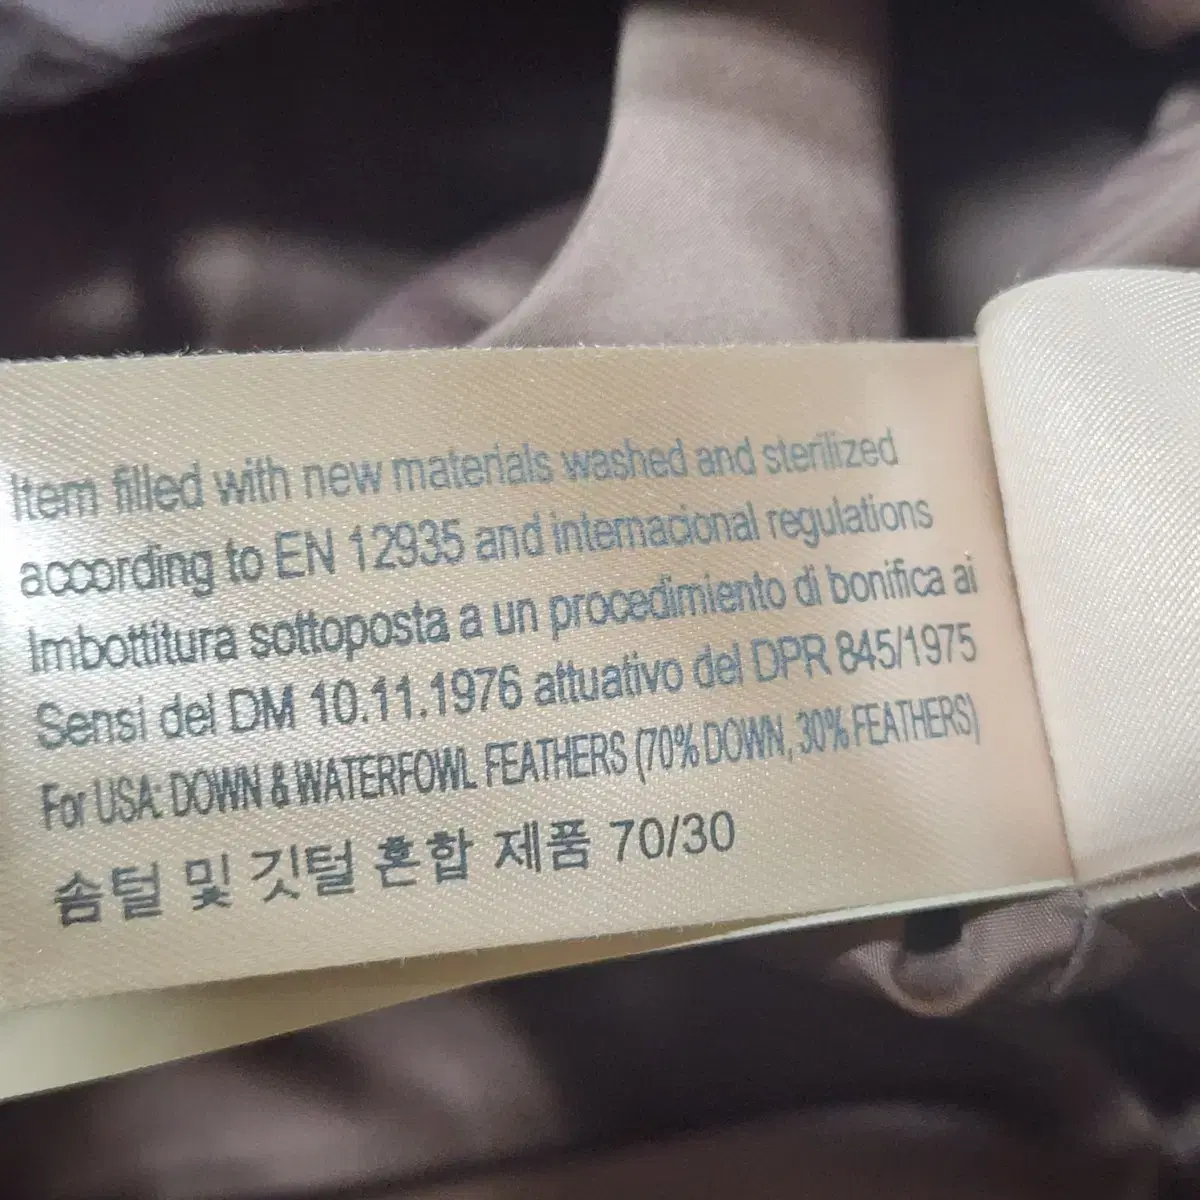 Item filled with new materials washed and sterilized
according to EN 12935 and internacional regulations
Imbottitura sottoposta a un procedimiento di bonifica ai
Sensi del DM 10.11.1976 attuativo del DPR 845/1975
For USA: DOWN & WATERFOWL FEATHERS (70% DOWN, 30% FEATHERS)
솜털 및 깃털 혼합 제품 70/30